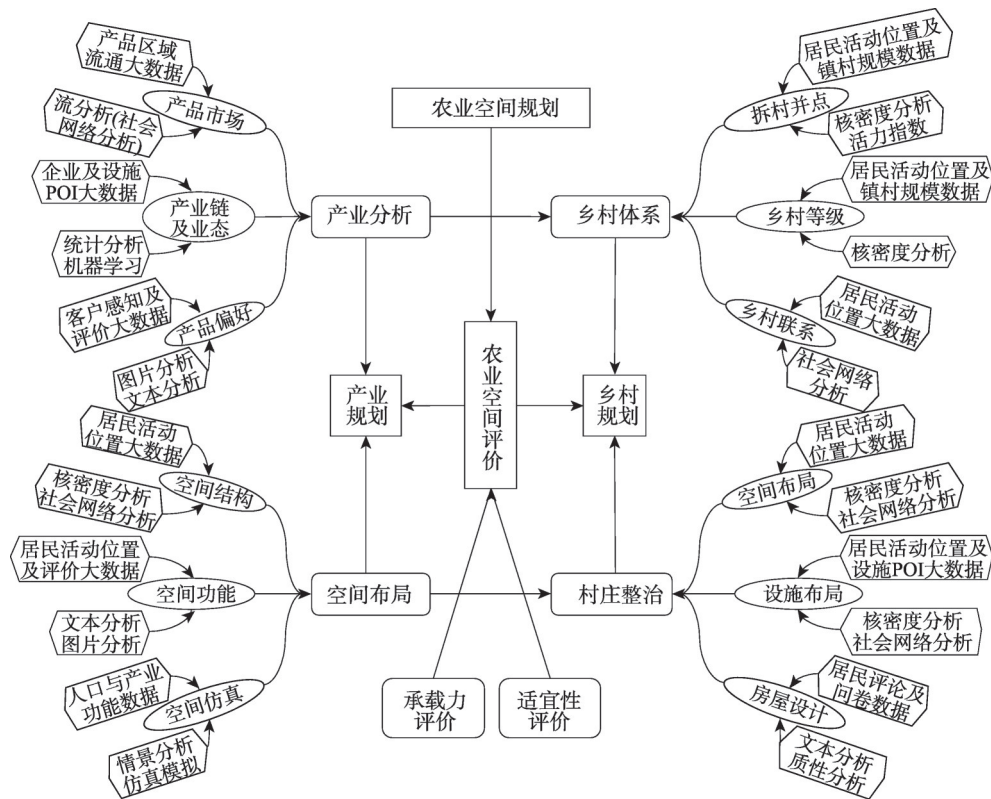 产品区域
流通大数据
产品市场
流分析(社会
网络分析)
企业及设施
POI大数据
产业链
及业态
统计分析
机器学习
客户感知及
评价大数据
产品偏好
图片分析
文本分析
农业空间规划
产业分析
乡村体系
居民活动位置及
镇村规模数据
拆村并点
核密度分析
活力指数
居民活动位置及
镇村规模数据
乡村等级
核密度分析
居民活动
位置大数据
乡村联系
社会网络
分析
产业
规划
农业空间评价
乡村
规划
居民活动
位置大数据
空间结构
核密度分析
社会网络分析
居民活动位置
及评价大数据
空间功能
文本分析
图片分析
人口与产业
功能数据
空间仿真
情景分析
仿真模拟
空间布局
村庄整治
承载力
评价
适宜性
评价
居民活动
位置大数据
空间布局
核密度分析
社会网络分析
居民活动位置及
设施POI大数据
设施布局
核密度分析
社会网络分析
居民评论及
问卷数据
房屋设计
文本分析
质性分析